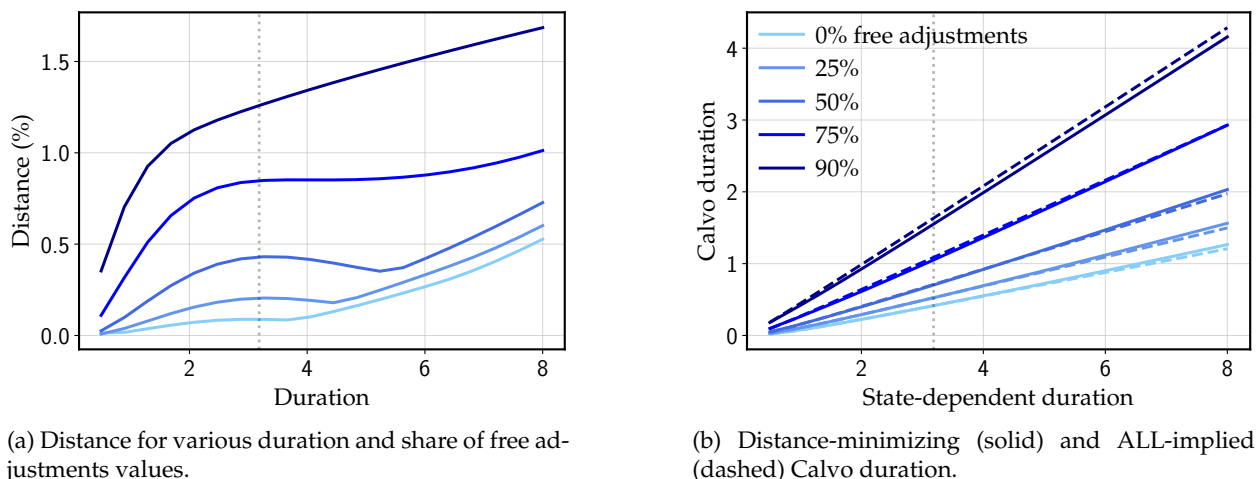 1.5
1.0
0.5
0.0
Distance (%)
2 4 6 8
Duration
(a) Distance for various duration and share of free ad-
justments values.
4
3
2
1
0
Calvo duration
0% free adjustments
25%
50%
75%
90%
2 4 6 8
State-dependent duration
(b) Distance-minimizing (solid) and ALL-implied
(dashed) Calvo duration.